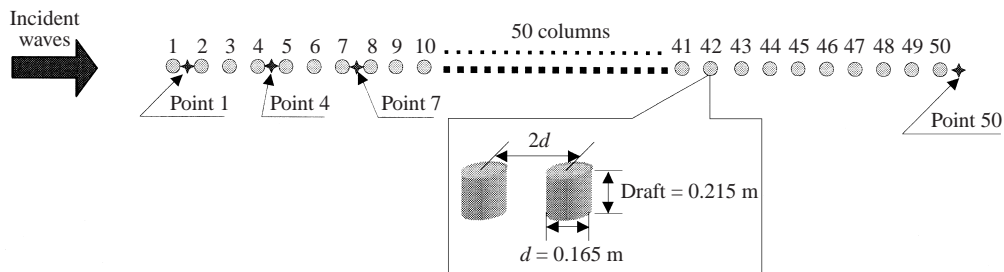 Incident
waves
50 columns
1 2 3 4 5 6 7 8 9 10 41 42 43 44 45 46 47 48 49 50
Point 1
Point 4
Point 7
Point 50
2d
Draft = 0.215 m
d = 0.165 m